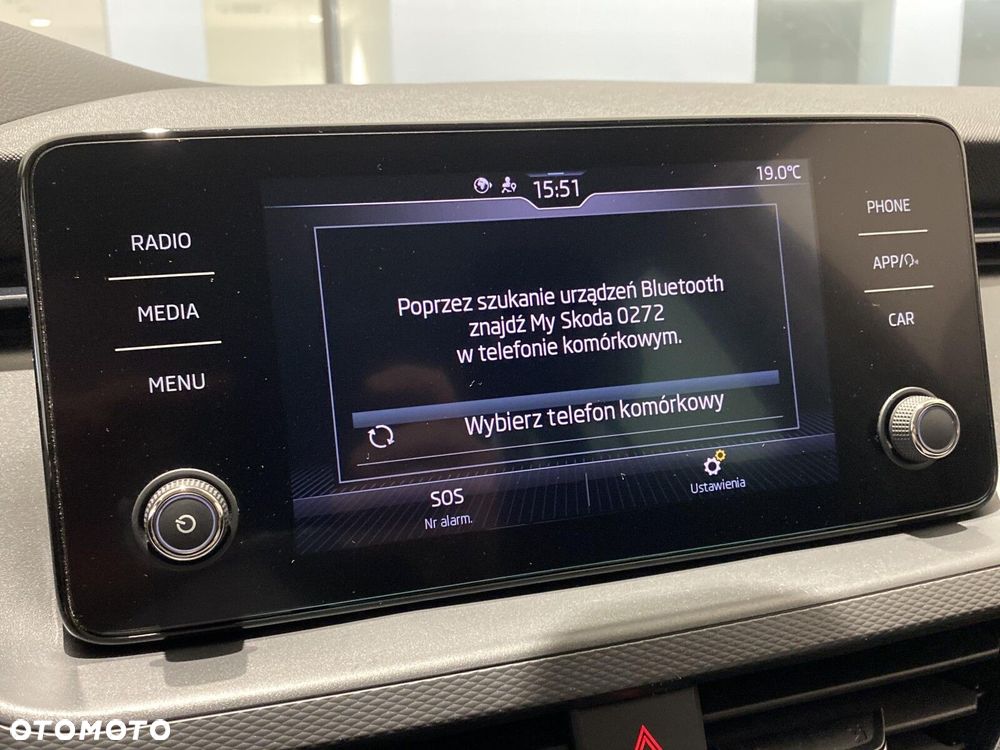 15:51
19.0°C
RADIO
MEDIA
MENU
PHONE
APP/
CAR
Poprzez szukanie urządzeń Bluetooth
znajdź My Skoda 0272
w telefonie komórkowym.
Wybierz telefon komórkowy
SOS
Nr alarm.
Ustawienia
OTOMOTO